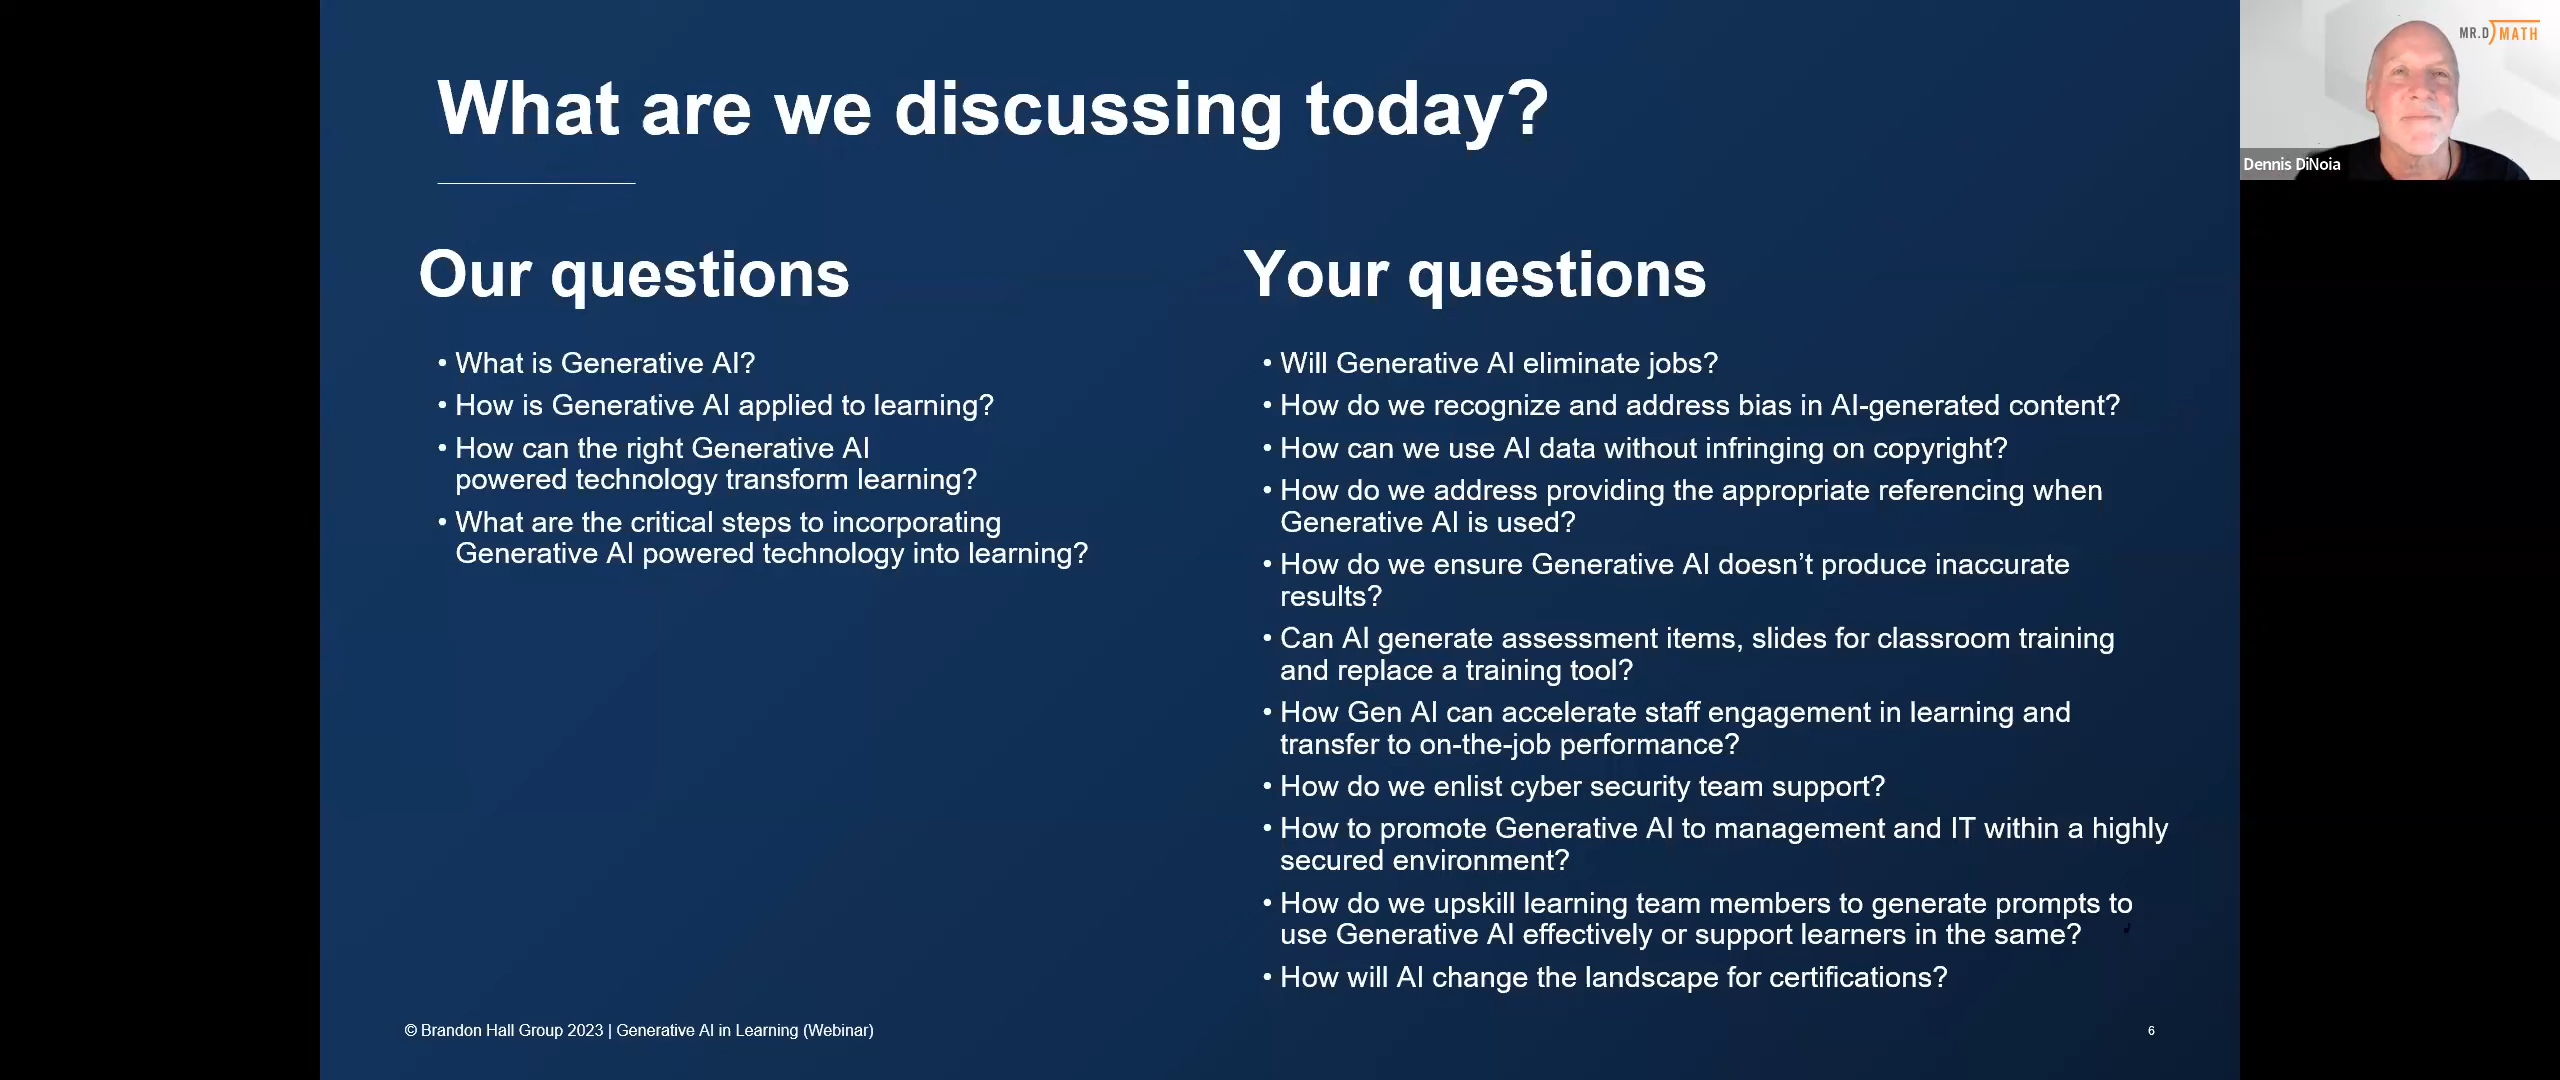 What are we discussing today?
Our questions
• What is Generative AI?
• How is Generative AI applied to learning?
• How can the right Generative AI
powered technology transform learning?
• What are the critical steps to incorporating
Generative AI powered technology into learning?
Your questions
• Will Generative AI eliminate jobs?
• How do we recognize and address bias in AI-generated content?
• How can we use AI data without infringing on copyright?
• How do we address providing the appropriate referencing when
Generative AI is used?
• How do we ensure Generative AI doesn’t produce inaccurate
results?
• Can AI generate assessment items, slides for classroom training
and replace a training tool?
• How Gen AI can accelerate staff engagement in learning and
transfer to on-the-job performance?
• How do we enlist cyber security team support?
• How to promote Generative AI to management and IT within a highly
secured environment?
• How do we upskill learning team members to generate prompts to
use Generative AI effectively or support learners in the same?
• How will AI change the landscape for certifications?
© Brandon Hall Group 2023 | Generative AI in Learning (Webinar)
6
MR.D MATH
Dennis DiNoia